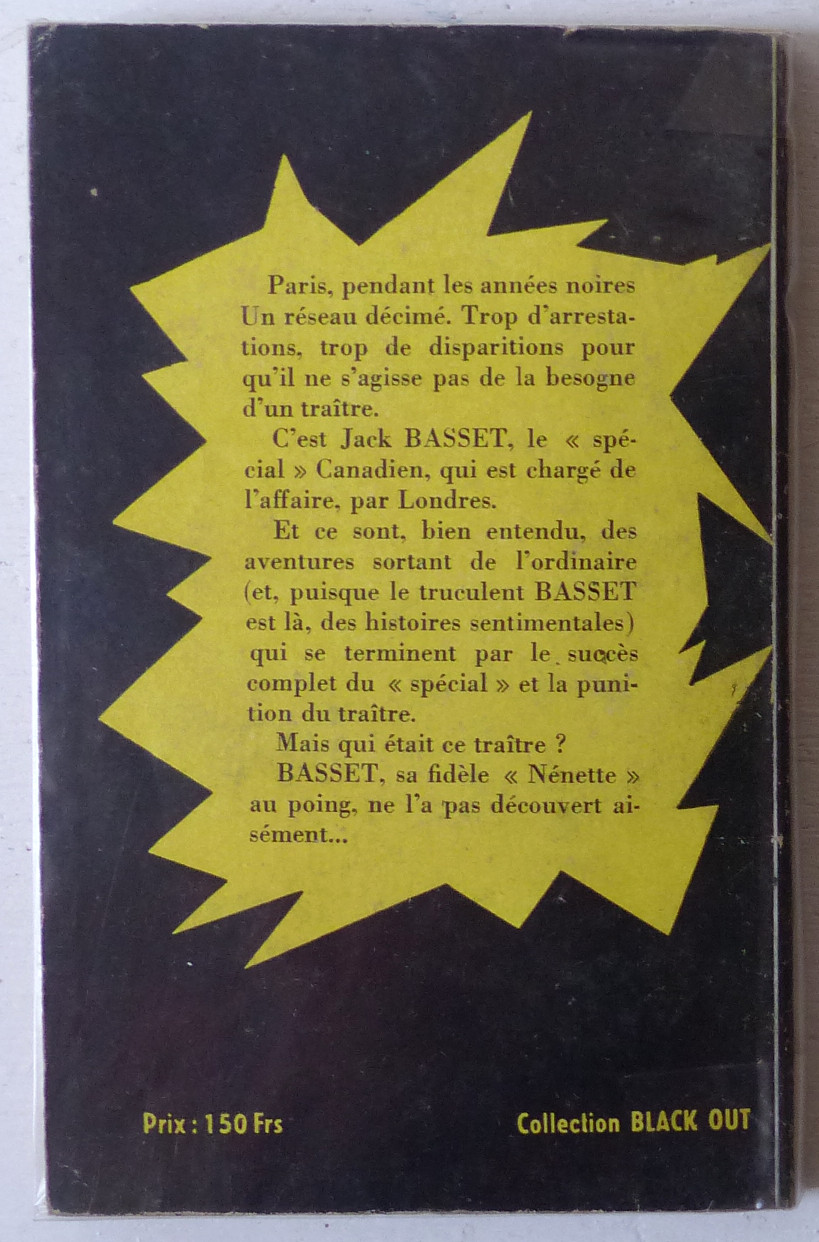 Paris, pendant les années noires
Un réseau décimé. Trop d'arresta-
tions, trop de disparitions pour
qu'il ne s'agisse pas de la besogne
d'un traître.
C'est Jack BASSET, le « spé-
cial » Canadien, qui est chargé de
l'affaire, par Londres.
Et ce sont, bien entendu, des
aventures sortant de l'ordinaire
(et, puisque le truculent BASSET
est là, des histoires sentimentales)
qui se terminent par le succès
complet du « spécial » et la puni-
tion du traître.
Mais qui était ce traître ?
BASSET, sa fidèle « Nénette »
au poing, ne l'a pas découvert ai-
sément...
Prix : 150 Frs
Collection BLACK OUT